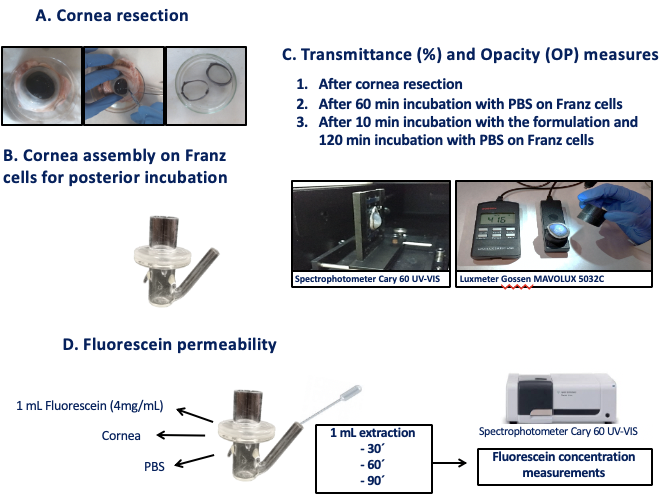 A. Cornea resection
C. Transmittance (%) and Opacity (OP) measures
1. After cornea resection
2. After 60 min incubation with PBS on Franz cells
3. After 10 min incubation with the formulation and
120 min incubation with PBS on Franz cells
B. Cornea assembly on Franz
cells for posterior incubation
Spectrophotometer Cary 60 UV-VIS
Luxmeter Gossen MAVOLUX 5032C
D. Fluorescein permeability
1 mL Fluorescein (4mg/mL)
Cornea
PBS
1 mL extraction
- 30´
- 60´
- 90´
Spectrophotometer Cary 60 UV-VIS
Fluorescein concentration
measurements